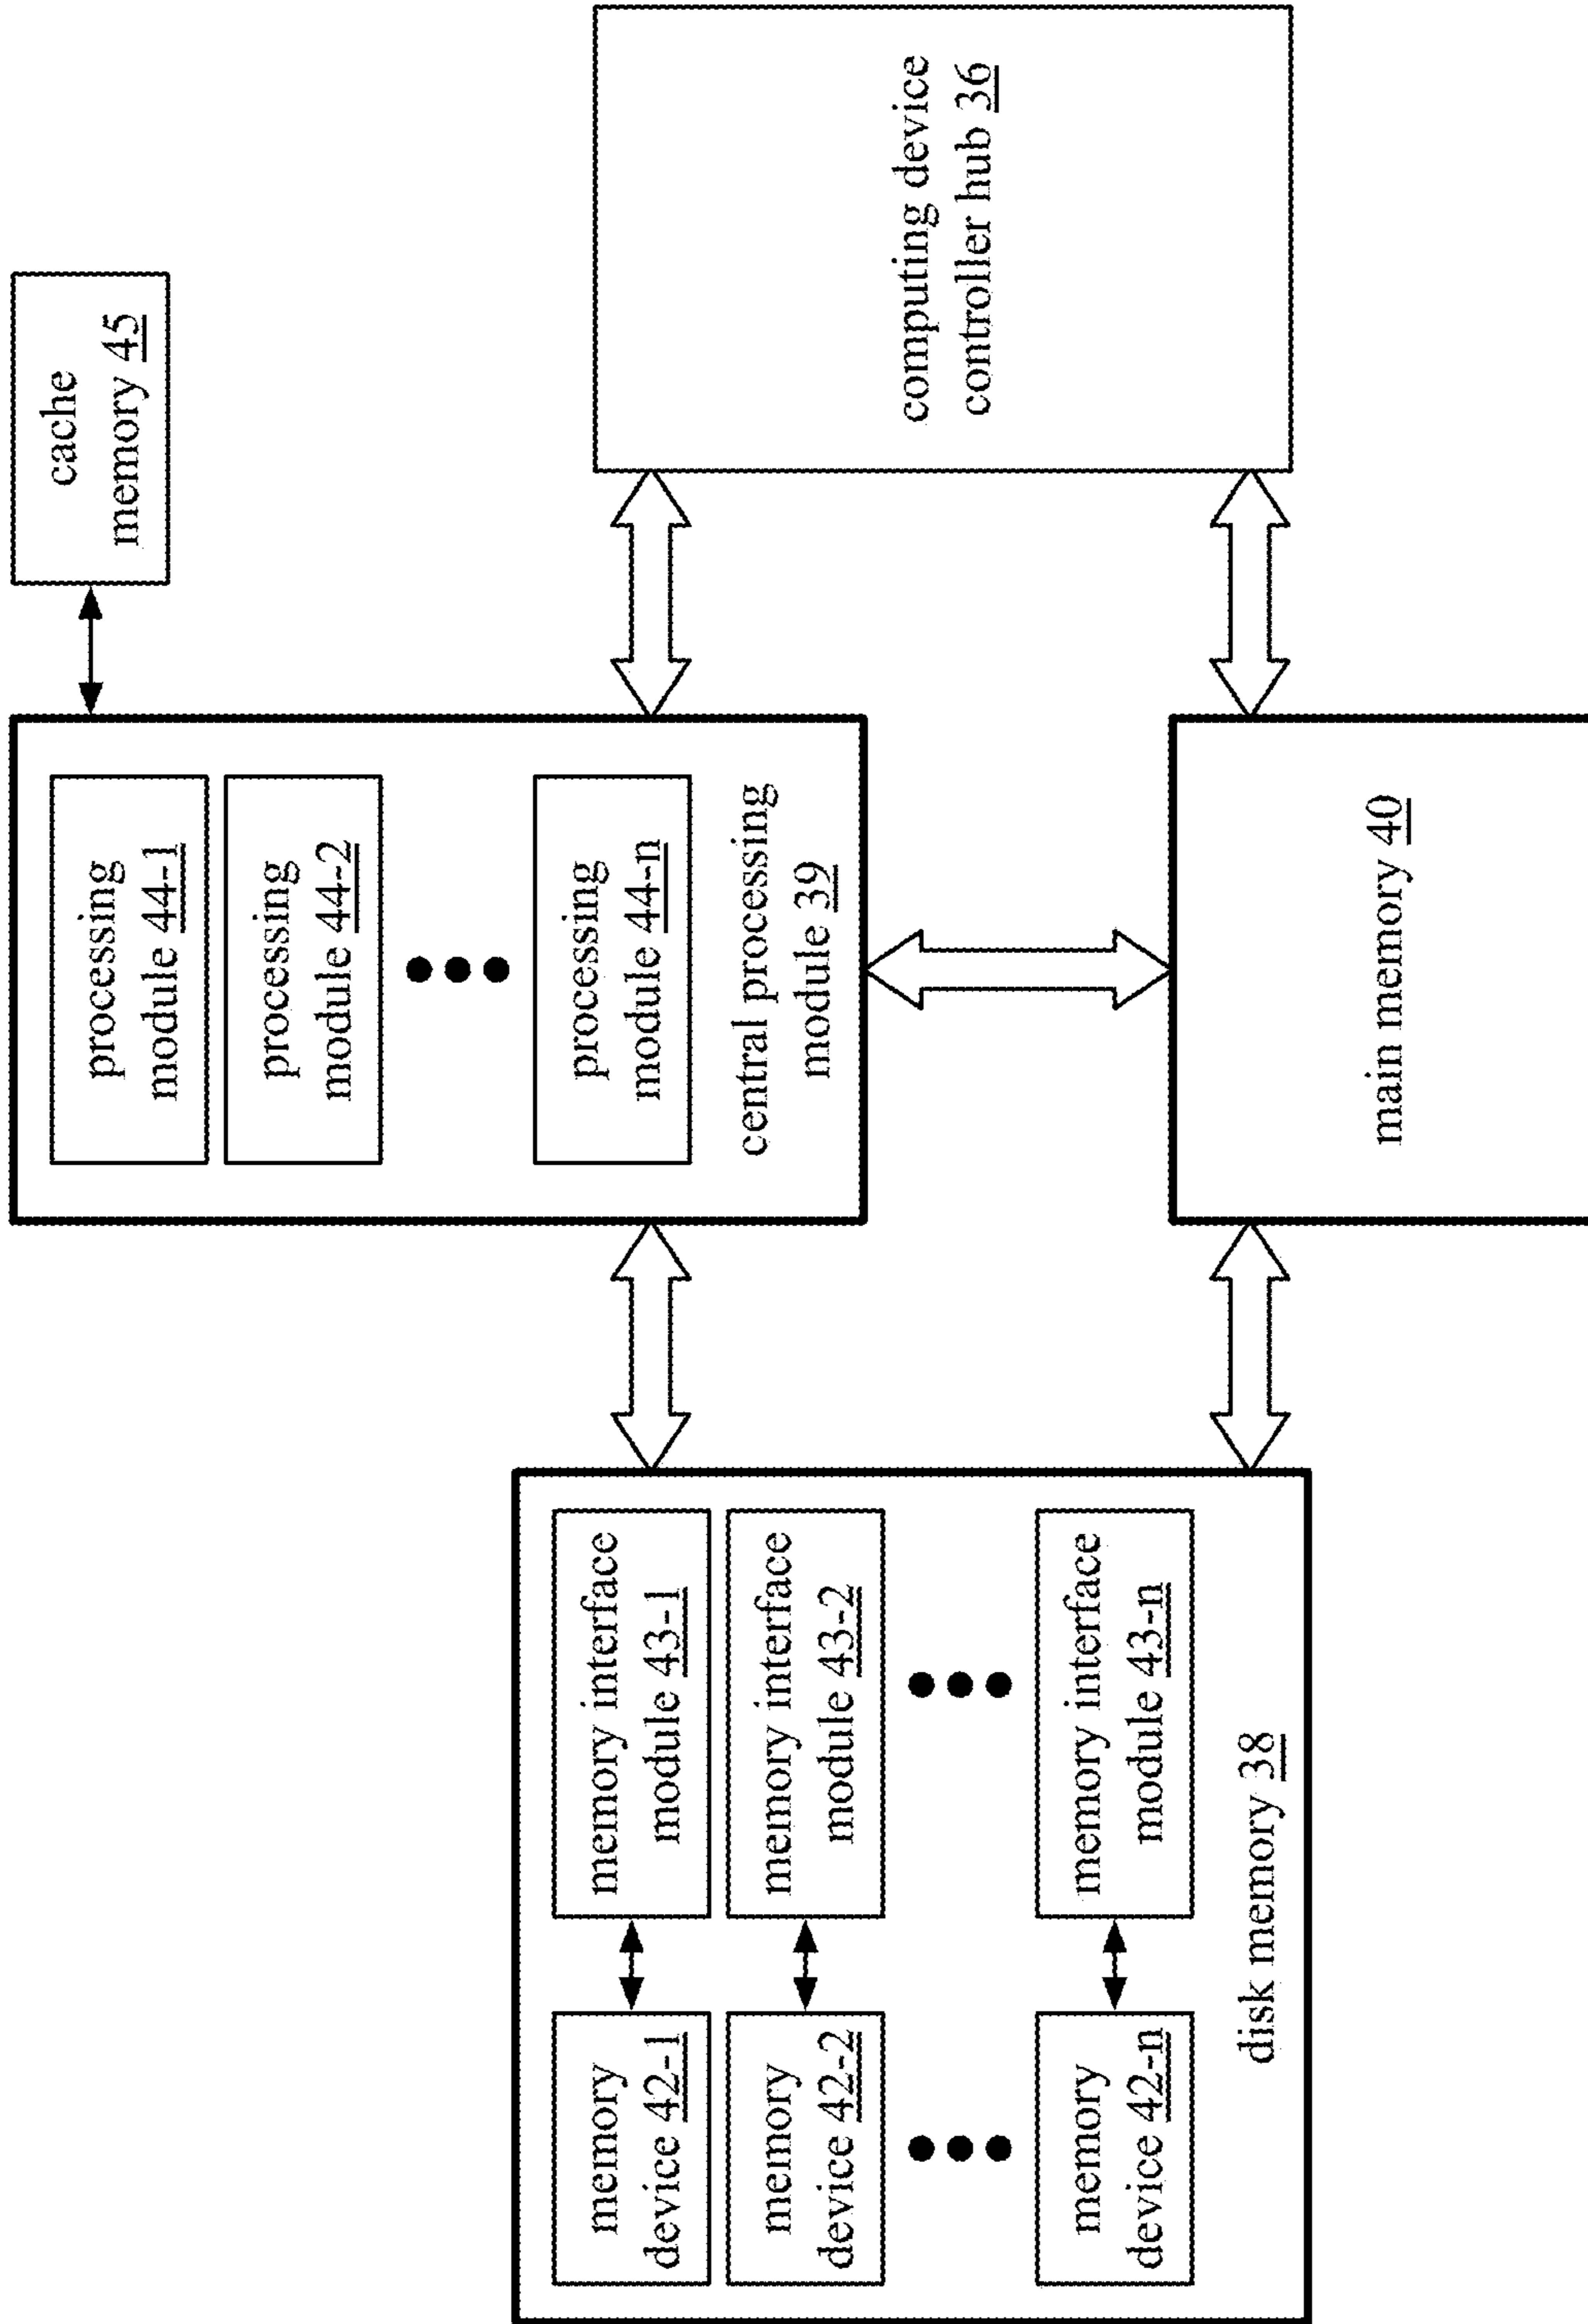 memory
device 42-1
memory interface
module 43-1
memory
device 42-2
memory interface
module 43-2
memory
device 42-n
memory interface
module 43-n
disk memory 38
processing
module 44-1
processing
module 44-2
processing
module 44-n
central processing
module 39
cache
memory 45
main memory 40
computing device
controller hub 36